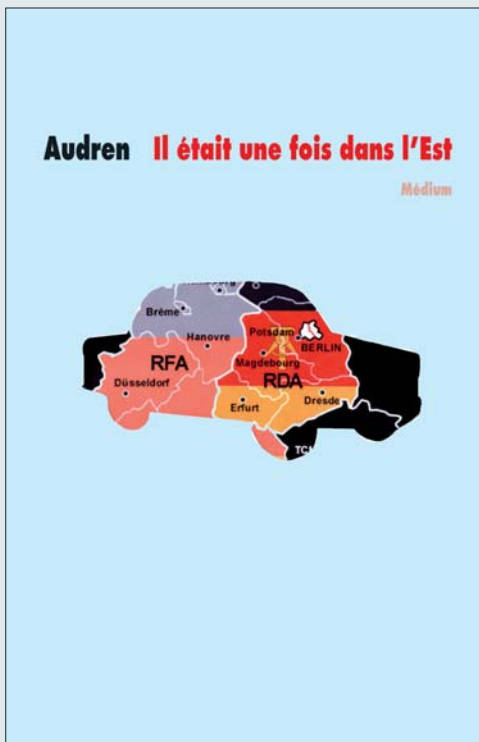 Audren Il était une fois dans l'Est
Médium
Brême
Hanovre
Potsdam
BERLIN
RFA
Magdebourg
RDA
Düsseldorf
Erfurt
Dresde